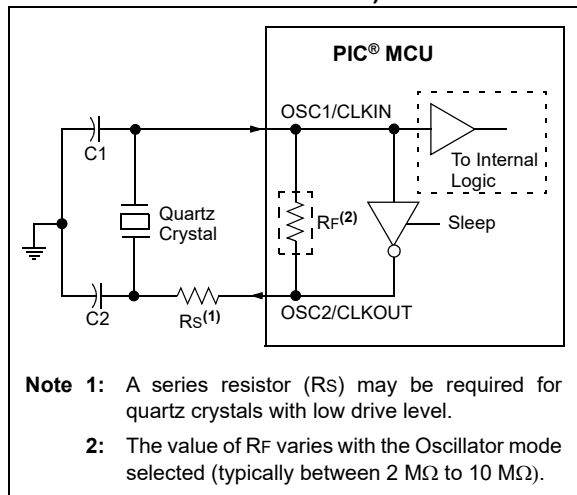 PIC® MCU
OSC1/CLKIN
C1
To Internal
Logic
Quartz
Crystal
RF(2)
Sleep
C2
RS(1)
OSC2/CLKOUT
Note 1: A series resistor (RS) may be required for
quartz crystals with low drive level.
2: The value of RF varies with the Oscillator mode
selected (typically between 2 MΩ to 10 MΩ).